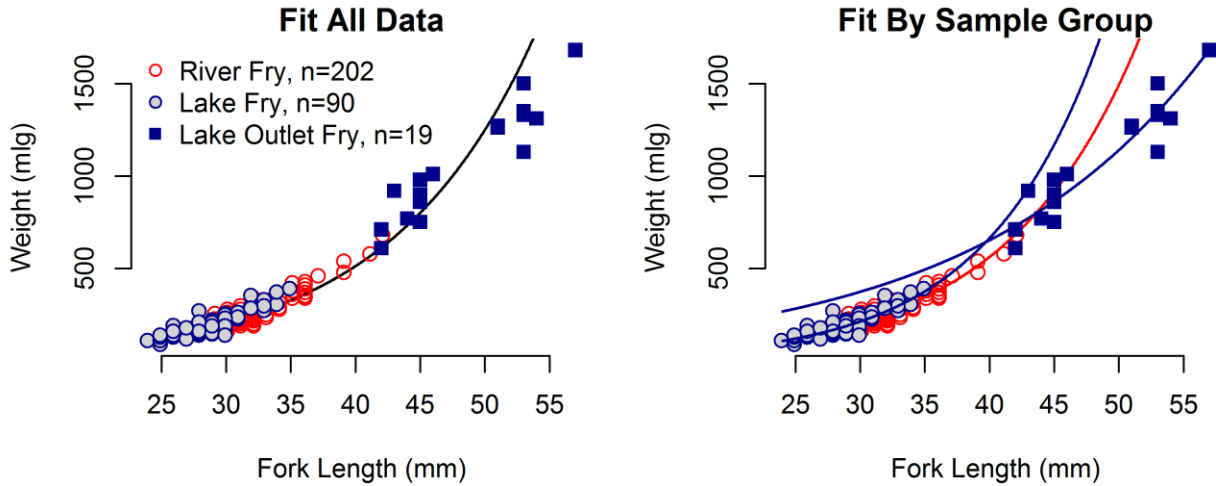 Fit All Data
Weight (mlg)
500
1000
1500
River Fry, n=202
Lake Fry, n=90
Lake Outlet Fry, n=19
25 30 35 40 45 50 55
Fork Length (mm)
Fit By Sample Group
Weight (mlg)
500
1000
1500
25 30 35 40 45 50 55
Fork Length (mm)